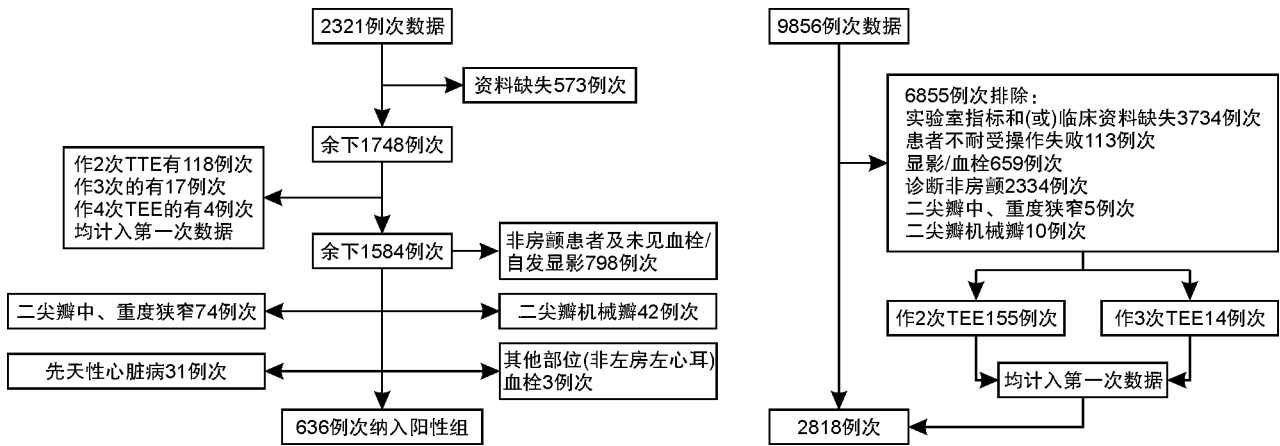 2321例次数据
资料缺失573例次
余下1748例次
作2次TTE有118例次
作3次的有17例次
作4次TEE的有4例次
均计入第一次数据
余下1584例次
非房颤患者及未见血栓/
自发显影798例次
二尖瓣中、重度狭窄74例次
二尖瓣机械瓣42例次
先天性心脏病31例次
其他部位(非左房左心耳)
血栓3例次
636例次纳入阳性组
9856例次数据
6855例次排除：
实验室指标和(或)临床资料缺失3734例次
患者不耐受操作失败113例次
显影/血栓659例次
诊断非房颤2334例次
二尖瓣中、重度狭窄5例次
二尖瓣机械瓣10例次
作2次TEE155例次
作3次TEE14例次
均计入第一次数据
2818例次